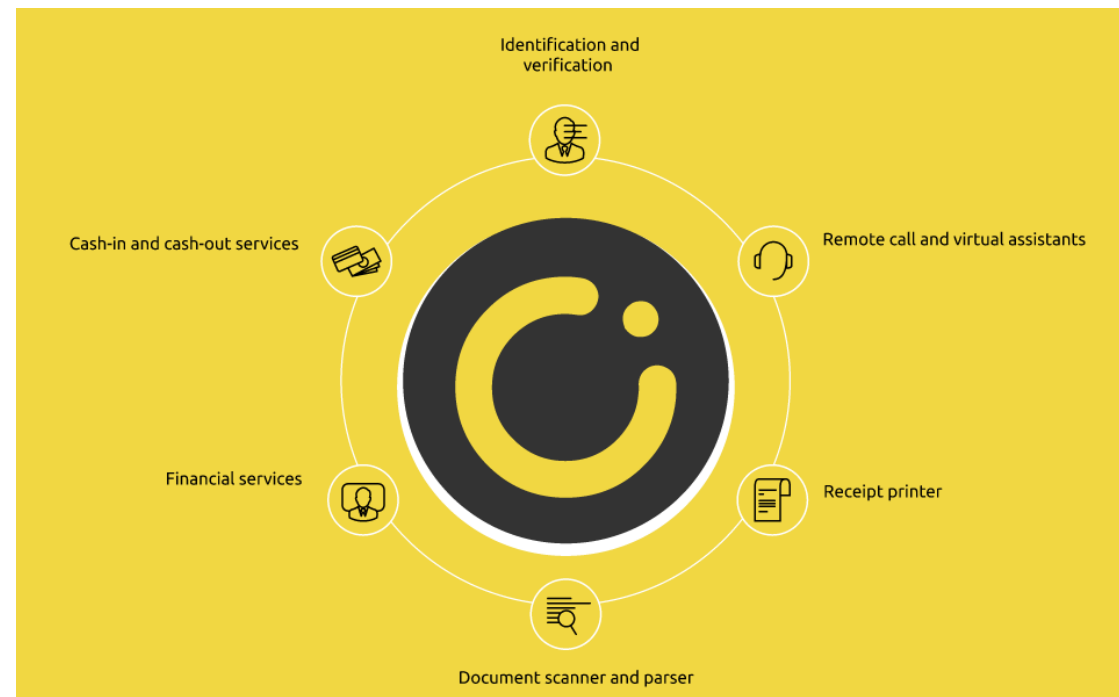 Identification and
verification
Cash-in and cash-out services
Remote call and virtual assistants
Financial services
Receipt printer
Document scanner and parser